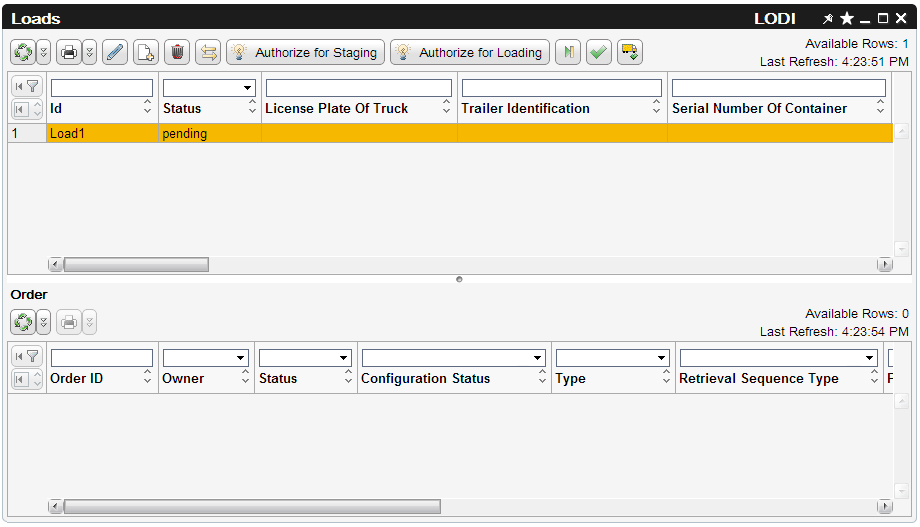 Loads LODI
Authorize for Staging Authorize for Loading Available Rows: 1
Last Refresh: 4:23:51 PM
Id Status License Plate Of Truck Trailer Identification Serial Number Of Container
1 Load1 pending
Order
Available Rows: 0
Last Refresh: 4:23:54 PM
Order ID Owner Status Configuration Status Type Retrieval Sequence Type